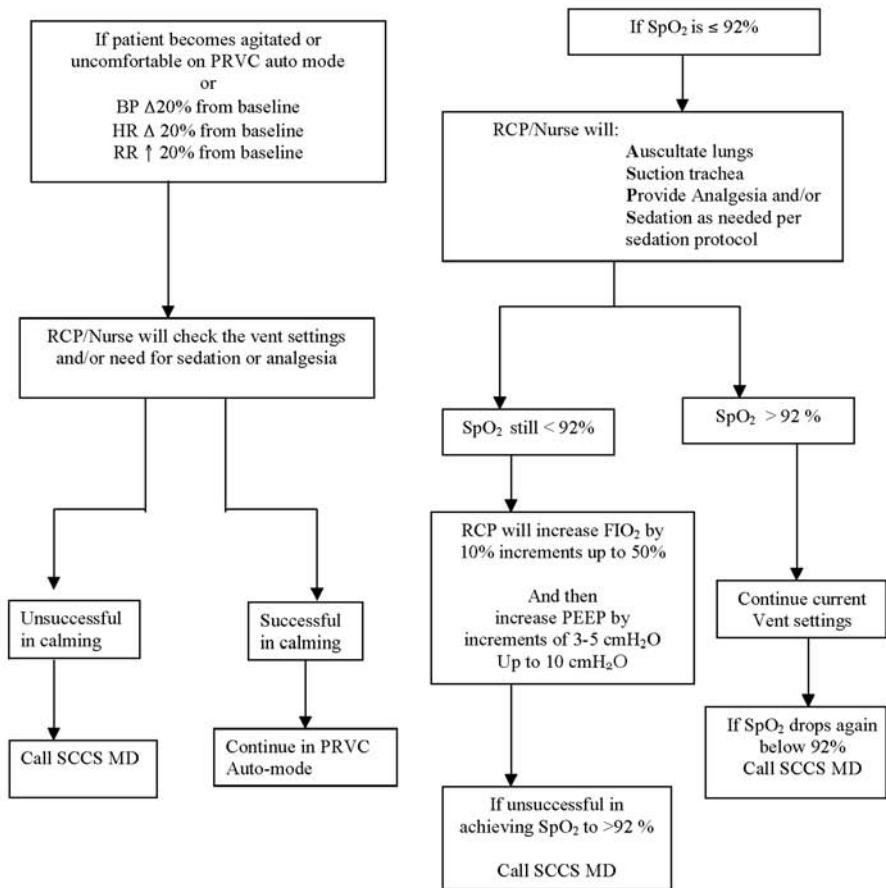 If patient becomes agitated or
uncomfortable on PRVC auto mode
or
BP Δ20% from baseline
HR Δ 20% from baseline
RR ↑ 20% from baseline
RCP/Nurse will check the vent settings
and/or need for sedation or analgesia
Unsuccessful
in calming
Call SCCS MD
Successful
in calming
Continue in PRVC
Auto-mode
If SpO₂ is ≤ 92%
RCP/Nurse will:
Auscultate lungs
Suction trachea
Provide Analgesia and/or
Sedation as needed per
sedation protocol
SpO₂ still < 92%
RCP will increase FIO₂ by
10% increments up to 50%
And then
increase PEEP by
increments of 3-5 cmH₂O
Up to 10 cmH₂O
If unsuccessful in
achieving SpO₂ to >92 %
Call SCCS MD
SpO₂ > 92 %
Continue current
Vent settings
If SpO₂ drops again
below 92%
Call SCCS MD